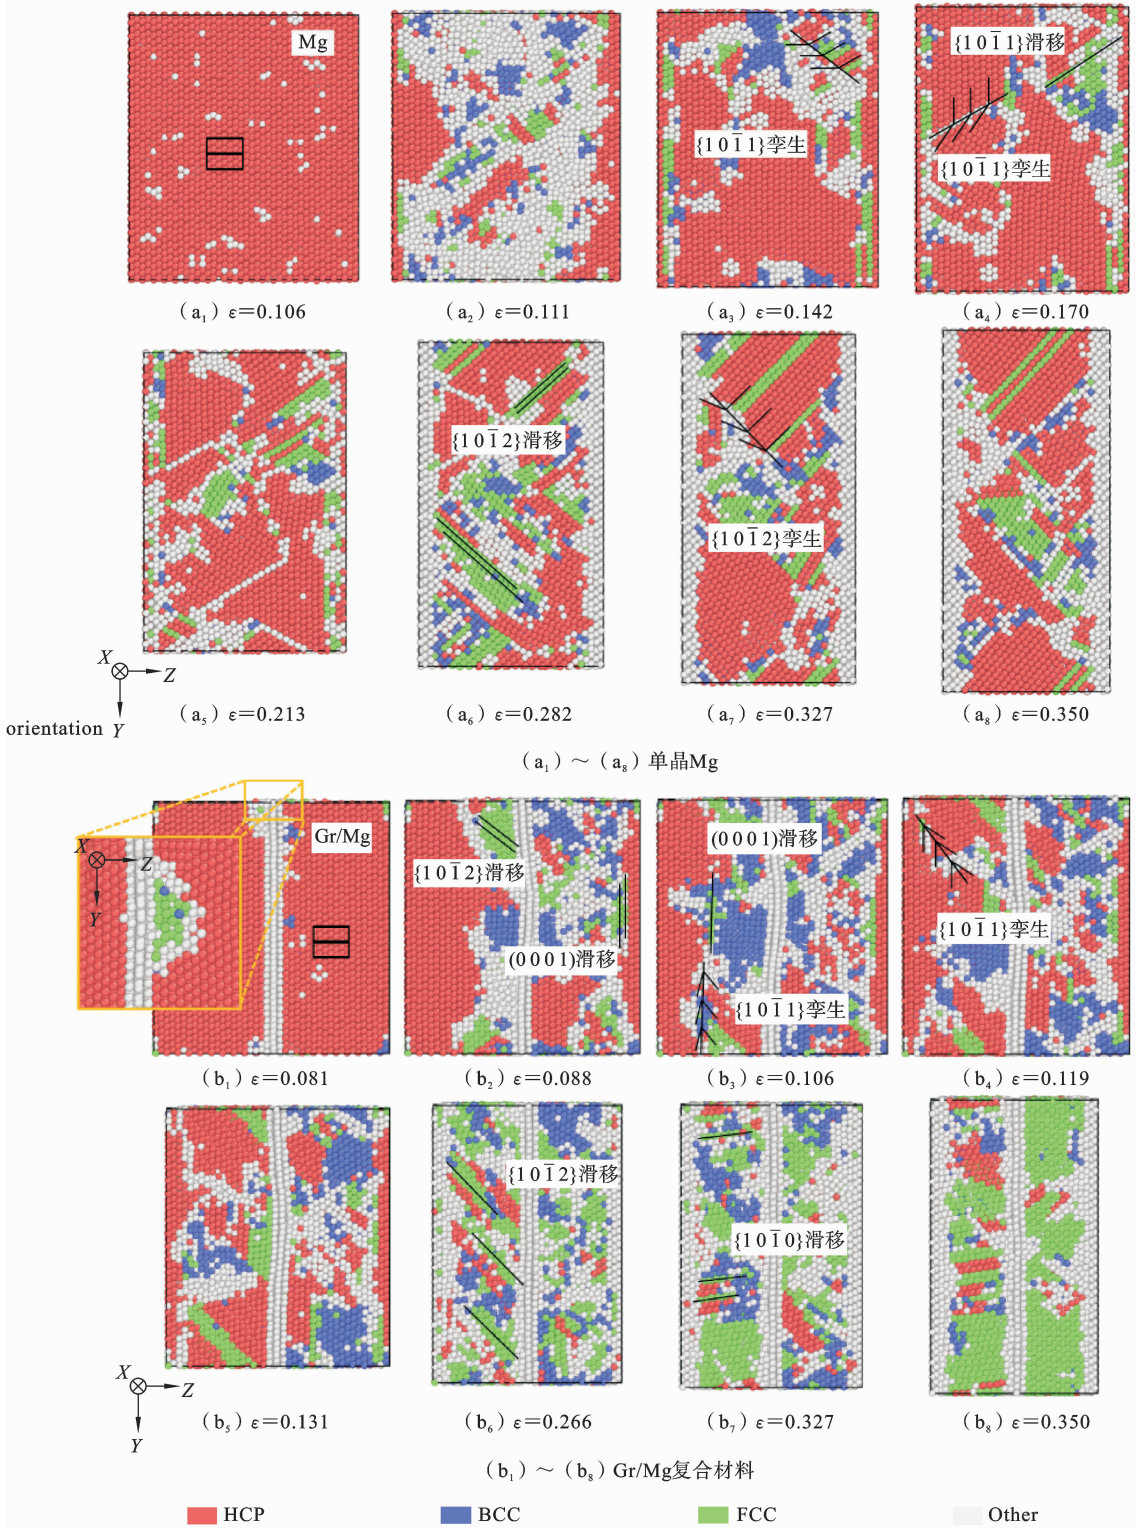 Mg
{1 0 1̅ 1}孪生
{1 0 1̅ 1}滑移
{1 0 1̅ 1}孪生
(a₁) ε=0.106
(a₂) ε=0.111
(a₃) ε=0.142
(a₄) ε=0.170
{1 0 1̅ 2}滑移
{1 0 1̅ 2}孪生
X
Z
orientation Y
(a₅) ε=0.213
(a₆) ε=0.282
(a₇) ε=0.327
(a₈) ε=0.350
(a₁)～(a₈)单晶Mg
X
Z
Y
Gr/Mg
{1 0 1̅ 2}滑移
(0 0 0 1)滑移
(0 0 0 1)滑移
{1 0 1̅ 1}孪生
{1 0 1̅ 1}孪生
(b₁) ε=0.081
(b₂) ε=0.088
(b₃) ε=0.106
(b₄) ε=0.119
{1 0 1̅ 2}滑移
{1 0 1̅ 0}滑移
X
Z
Y
(b₅) ε=0.131
(b₆) ε=0.266
(b₇) ε=0.327
(b₈) ε=0.350
(b₁)～(b₈)Gr/Mg复合材料
HCP
BCC
FCC
Other